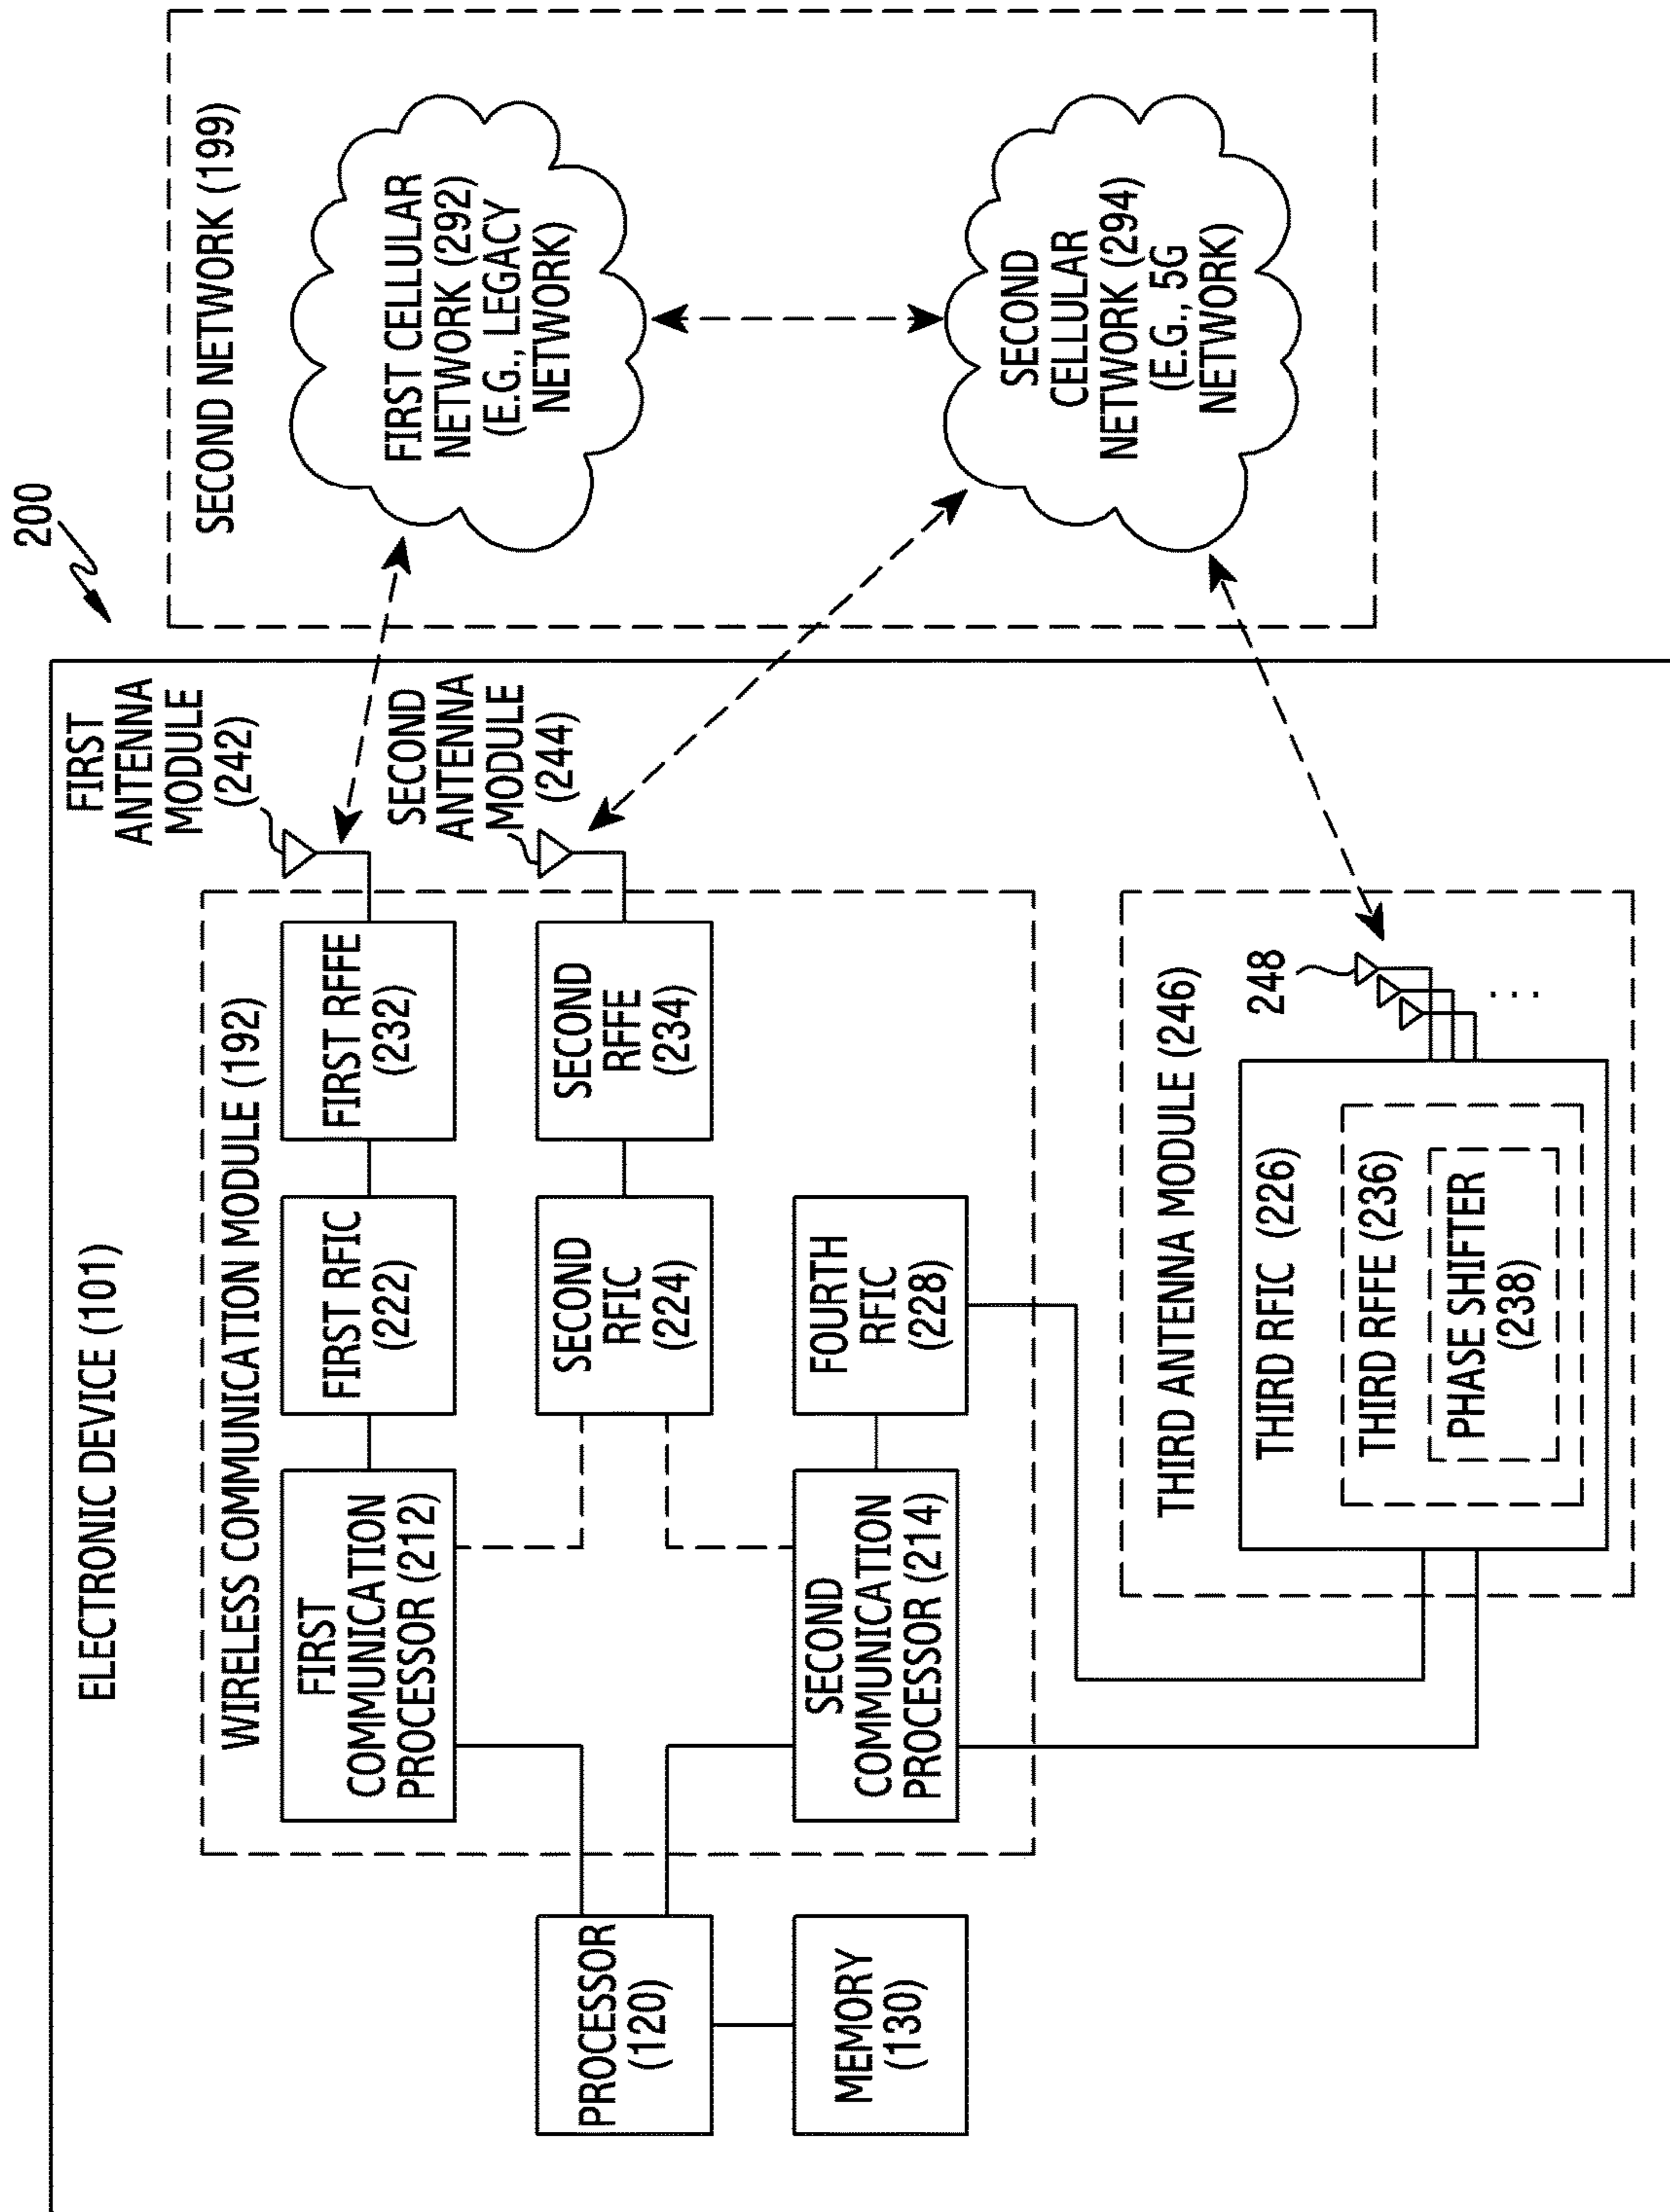 200
ELECTRONIC DEVICE (101)
WIRELESS COMMUNICATION MODULE (192)
PROCESSOR
(120)
MEMORY
(130)
FIRST
COMMUNICATION
PROCESSOR (212)
FIRST RFIC
(222)
FIRST RFFE
(232)
FIRST
ANTENNA
MODULE
(242)
SECOND
RFIC
(224)
SECOND
RFFE
(234)
SECOND
ANTENNA
MODULE
(244)
SECOND
COMMUNICATION
PROCESSOR (214)
FOURTH
RFIC
(228)
THIRD ANTENNA MODULE (246)
THIRD RFIC (226)
THIRD RFFE (236)
PHASE SHIFTER
(238)
248
...
SECOND NETWORK (199)
FIRST CELLULAR
NETWORK (292)
(E.G., LEGACY
NETWORK)
SECOND
CELLULAR
NETWORK (294)
(E.G., 5G
NETWORK)